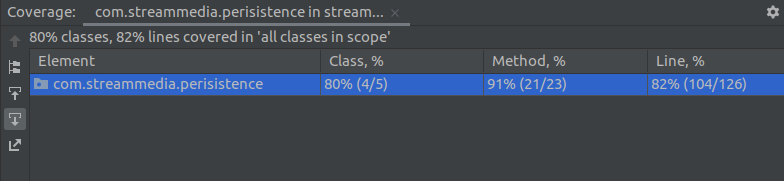 Coverage: com.streammedia.perisistence in stream... ×
80% classes, 82% lines covered in 'all classes in scope'
Element Class, % Method, % Line, %
com.streammedia.perisistence 80% (4/5) 91% (21/23) 82% (104/126)